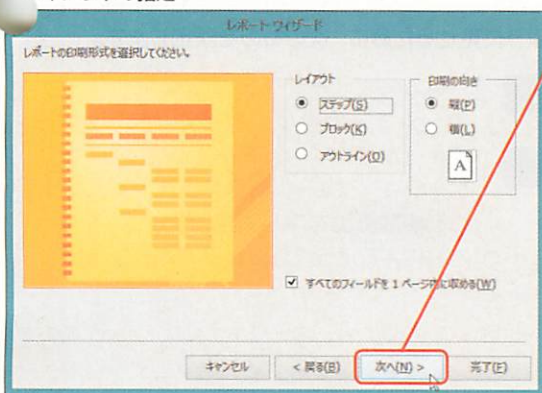 レポートウィザード
レポートの印刷形式を選択してください。
レイアウト
ステップ(S)
ブロック(K)
アウトライン(O)
印刷の向き
縦(P)
横(L)
A
すべてのフィールドを 1 ページ内に収める(W)
キャンセル
< 戻る(B)
次へ(N) >
完了(F)